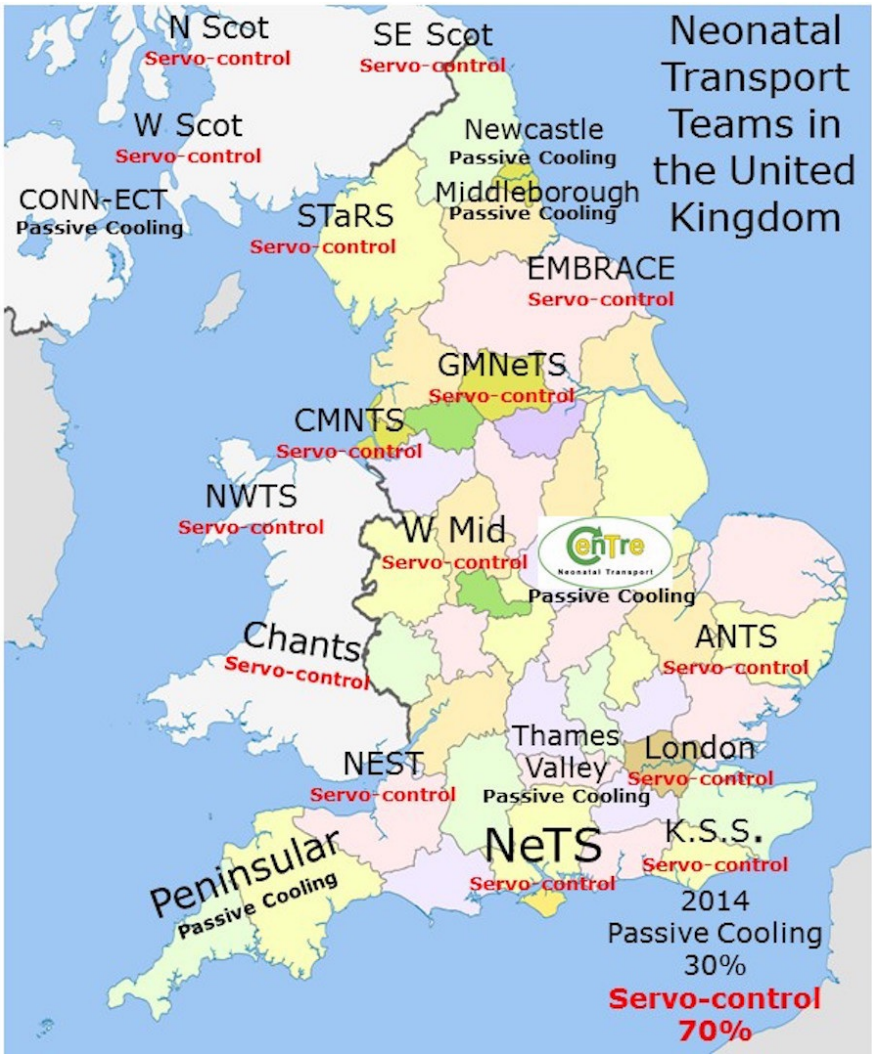 Neonatal
Transport
Teams in
the United
Kingdom
N Scot
Servo-control
SE Scot
Servo-control
W Scot
Servo-control
Newcastle
Passive Cooling
Middleborough
Passive Cooling
CONN-ECT
Passive Cooling
STaRS
Servo-control
EMBRACE
Servo-control
GMNeTS
Servo-control
CMNTS
Servo-control
NWTS
Servo-control
W Mid
Servo-control
CenTre
Neonatal Transport
Passive Cooling
Chants
Servo-control
ANTS
Servo-control
Thames
Valley
Passive Cooling
London
Servo-control
NEST
Servo-control
Peninsular
Passive Cooling
NeTS
Servo-control
K.S.S.
Servo-control
2014
Passive Cooling
30%
Servo-control
70%